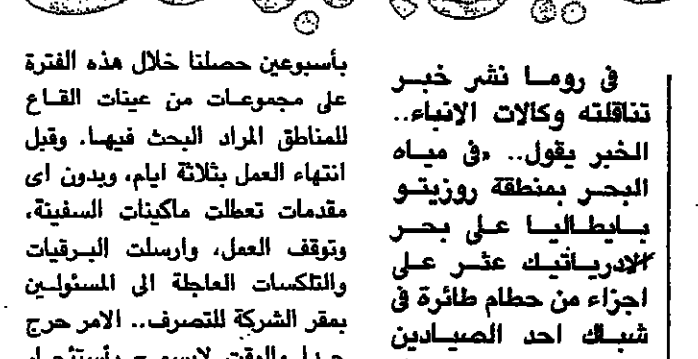 فى رومـا نشر خبـر
تناقلته وكالات الانباء..
الخبر يقول.. «فى ميـاه
البحـر بمنطقة روزيتـو
بـايطـاليـا علـى بحـر
الادريـأتيـك عثـر علـى
اجزاء من حطام طائرة فى
شبـاك احد الصيـادين
بأسبوعين حصلنا خلال هذه الفترة
على مجموعـات من عينات القـاع
للمناطق المراد البحث فيهـا. وقبل
انتهاء العمل بثلاثة ايام، وبدون اى
مقدمات تعطلت ماكينات السفينة،
وتوقف العمل، وارسلت البـرقيات
والتلكسات العاجلة الى المسئولـين
بمقر الشركة للتصرف.. الامر حرج